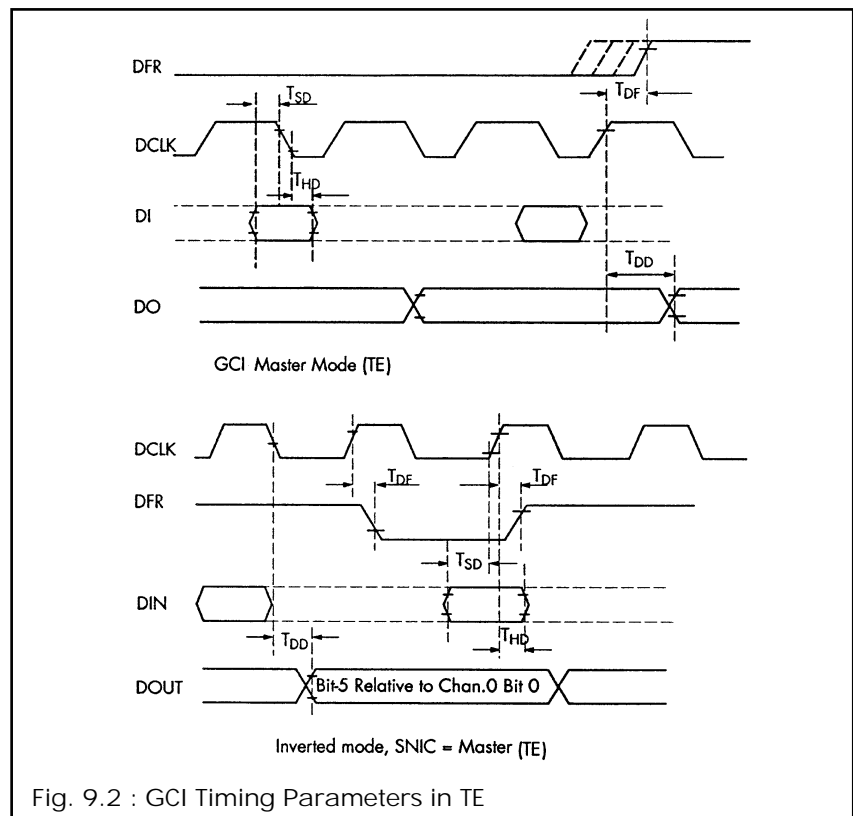 DFR
TDF
TSD
DCLK
THD
DI
TDD
DO
GCI Master Mode (TE)
DCLK
TDF
TDF
DFR
TSD
DIN
THD
TDD
DOUT
Bit-5 Relative to Chan.0 Bit 0
Inverted mode, SNIC = Master (TE)
Fig. 9.2 : GCI Timing Parameters in TE